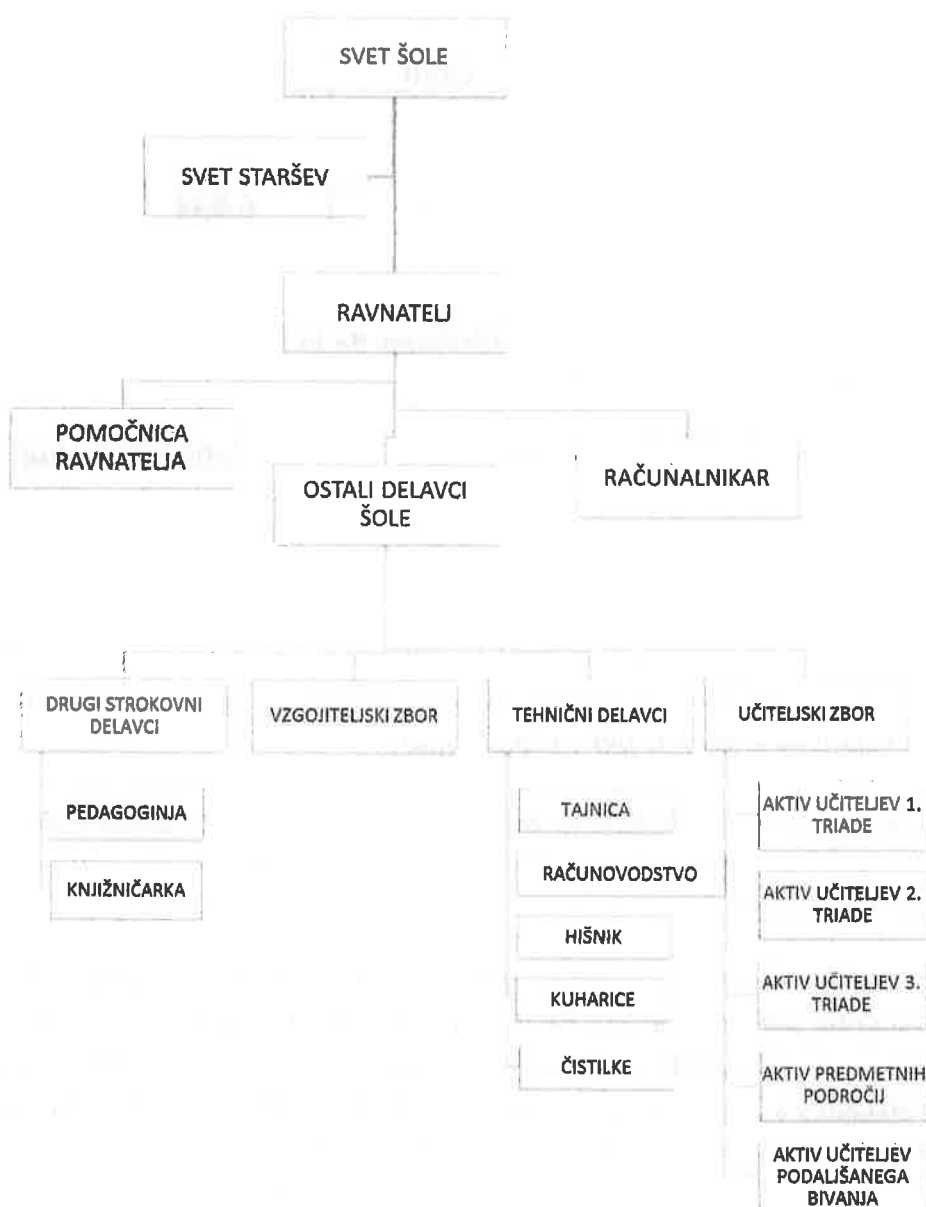 SVET ŠOLE
SVET STARŠEV
RAVNATELJ
POMOČNICA
RAVNATELJA
OSTALI DELAVCI
ŠOLE
RAČUNALNIKAR
DRUGI STROKOVNI
DELAVCI
PEDAGOGINJA
KNJIŽNIČARKA
VZGOJITELJSKI ZBOR
TEHNIČNI DELAVCI
TAJNICA
RAČUNOVODSTVO
HIŠNIK
KUHARICE
ČISTILKE
UČITELJSKI ZBOR
AKTIV UČITELJEV 1.
TRIADE
AKTIV UČITELJEV 2.
TRIADE
AKTIV UČITELJEV 3.
TRIADE
AKTIV PREDMETNIH
PODROČIJ
AKTIV UČITELJEV
PODALJŠANEGA
BIVANJA